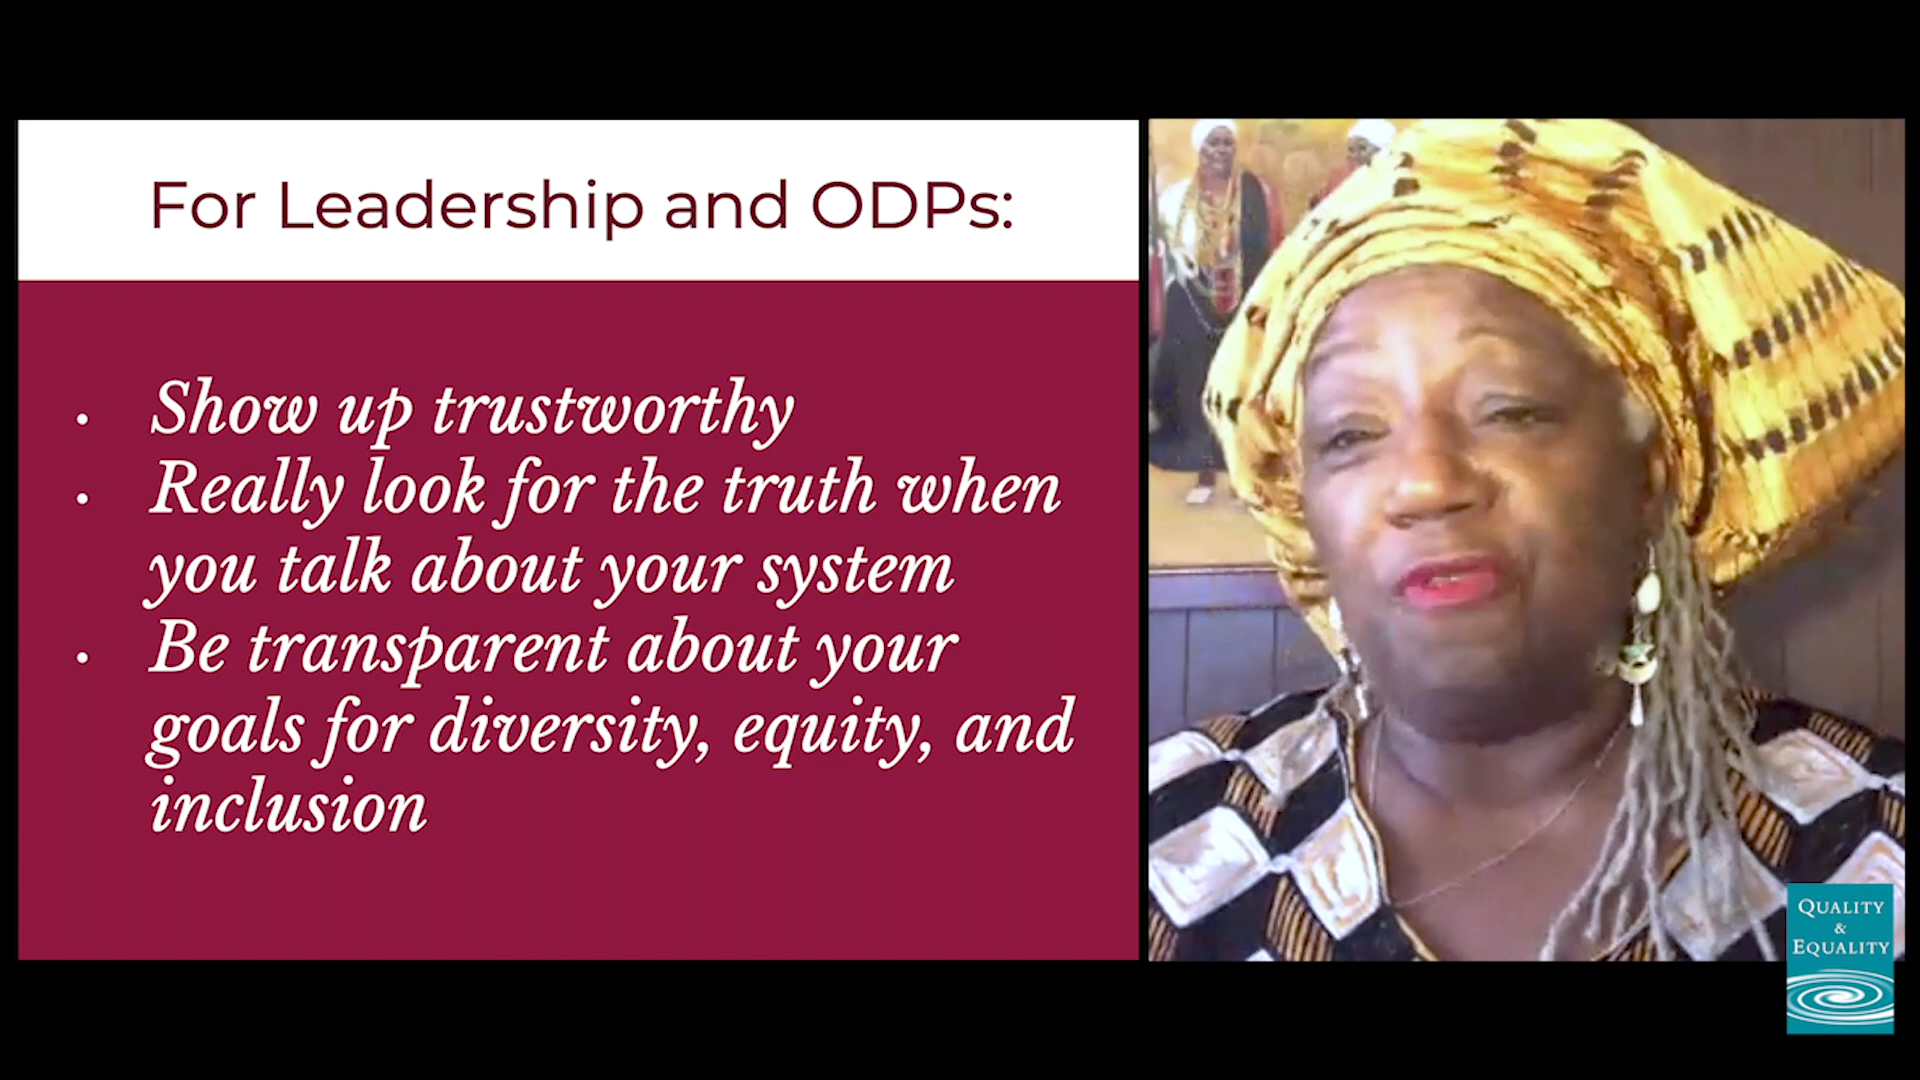 For Leadership and ODPs:
• Show up trustworthy
• Really look for the truth when
you talk about your system
• Be transparent about your
goals for diversity, equity, and
inclusion
QUALITY
&
EQUALITY